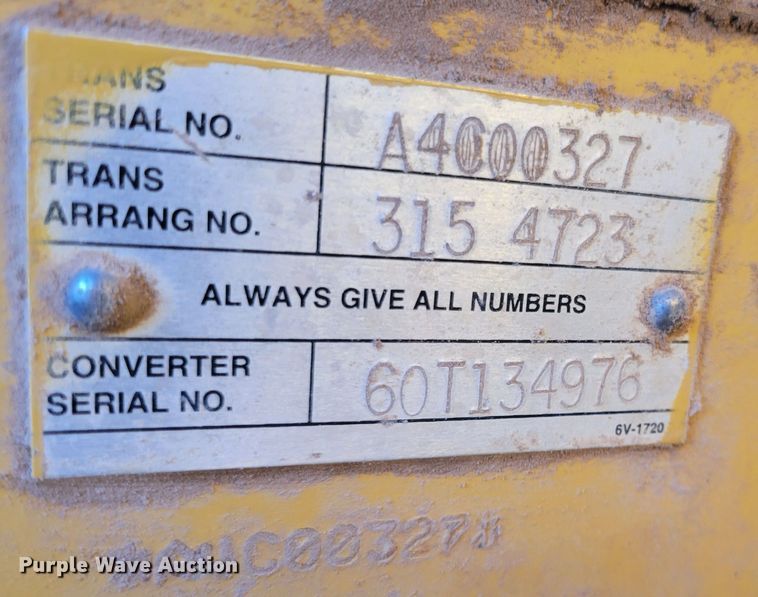 TRANS
SERIAL NO. A4C00327
TRANS
ARRANG NO. 315 4723
ALWAYS GIVE ALL NUMBERS
CONVERTER
SERIAL NO. 60T134976
6V-1720
Purple Wave Auction